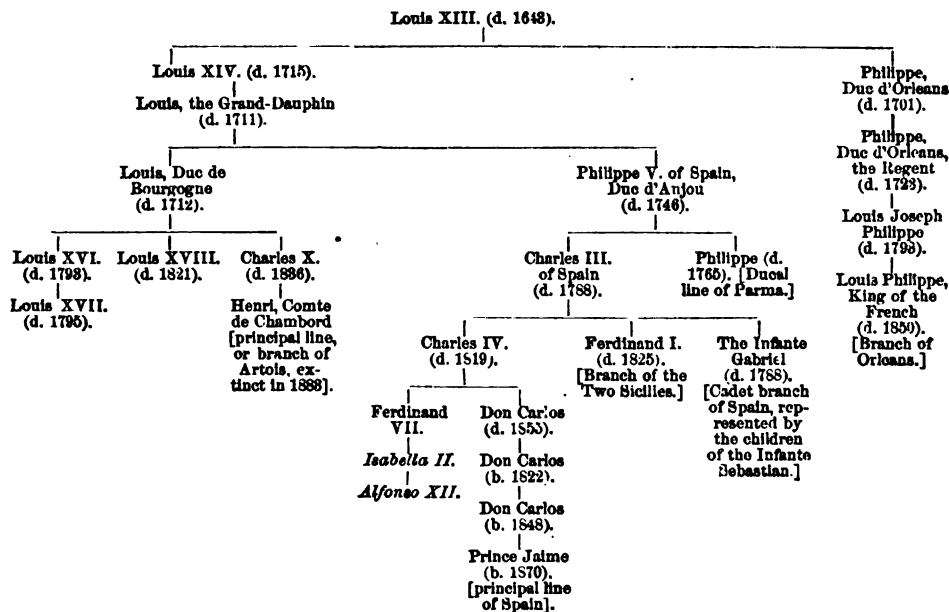 Louis XIII. (d. 1643).
Louis XIV. (d. 1715).
Louis, the Grand-Dauphin
(d. 1711).
Philippe,
Duc d'Orleans
(d. 1701).
Philippe,
Duc d'Orleans,
the Regent
(d. 1723).
Louis Joseph
Philippe
(d. 1793).
Louis Philippe,
King of the
French
(d. 1850).
[Branch of
Orleans.]
Louis, Duc de
Bourgogne
(d. 1712).
Philippe V. of Spain,
Duc d'Anjou
(d. 1746).
Louis XVI.
(d. 1793).
Louis XVII.
(d. 1795).
Louis XVIII.
(d. 1821).
Charles X.
(d. 1836).
Henri, Comte
de Chambord
[principal line,
or branch of
Artois, ex-
tinct in 1883].
Charles III.
of Spain
(d. 1788).
Philippe (d.
1765). [Ducal
line of Parma.]
Charles IV.
(d. 1819).
Ferdinand I.
(d. 1825).
[Branch of the
Two Sicilies.]
The Infante
Gabriel
(d. 1788).
[Cadet branch
of Spain, rep-
resented by
the children
of the Infante
Sebastian.]
Ferdinand
VII.
Isabella II.
Alfonso XII.
Don Carlos
(d. 1855).
Don Carlos
(b. 1822).
Don Carlos
(b. 1848).
Prince Jaime
(b. 1870).
[principal line
of Spain].